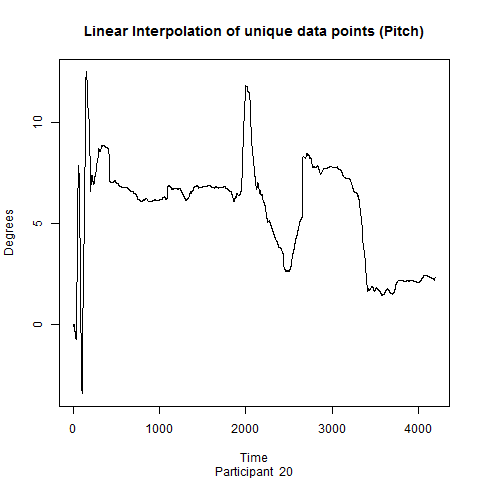 Linear Interpolation of unique data points (Pitch)
Degrees
10
5
0
0 1000 2000 3000 4000
Time
Participant 20